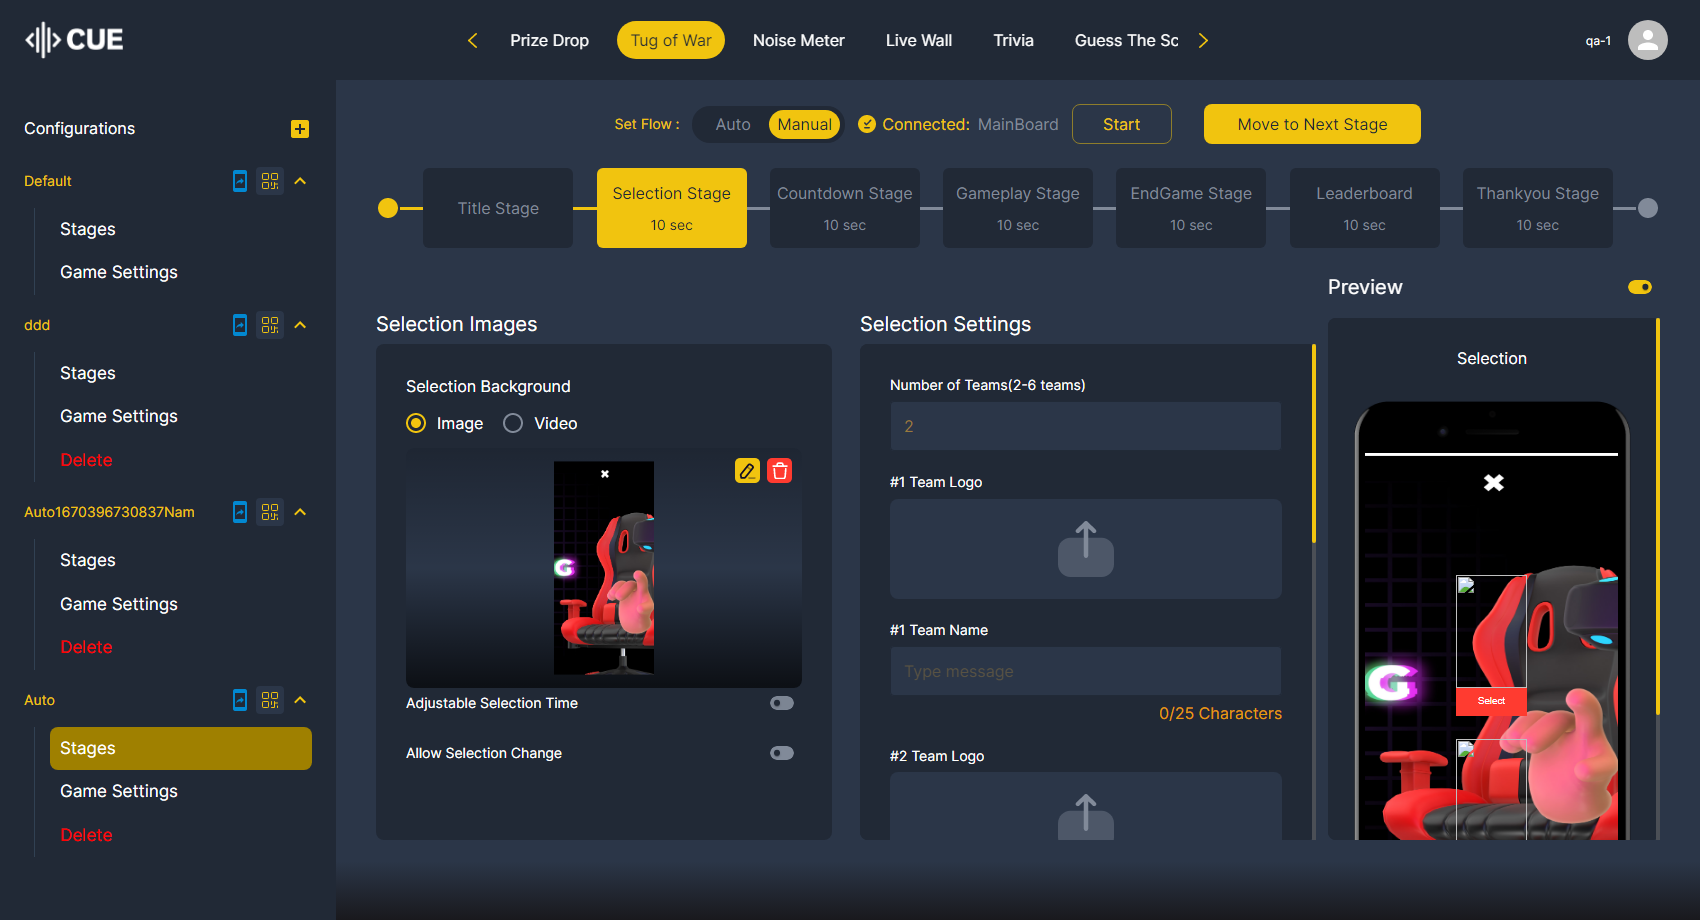 CUE
Prize Drop
Tug of War
Noise Meter
Live Wall
Trivia
Guess The Sc
qa-1
Configurations
Default
Stages
Game Settings
ddd
Stages
Game Settings
Delete
Auto1670396730837Nam
Stages
Game Settings
Delete
Auto
Stages
Game Settings
Delete
Set Flow :
Auto
Manual
Connected: MainBoard
Start
Move to Next Stage
Title Stage
Selection Stage
10 sec
Countdown Stage
10 sec
Gameplay Stage
10 sec
EndGame Stage
10 sec
Leaderboard
10 sec
Thankyou Stage
10 sec
Selection Images
Selection Background
Image
Video
G
Adjustable Selection Time
Allow Selection Change
Selection Settings
Number of Teams(2-6 teams)
2
#1 Team Logo
#1 Team Name
Type message
0/25 Characters
#2 Team Logo
Preview
Selection
G
Select